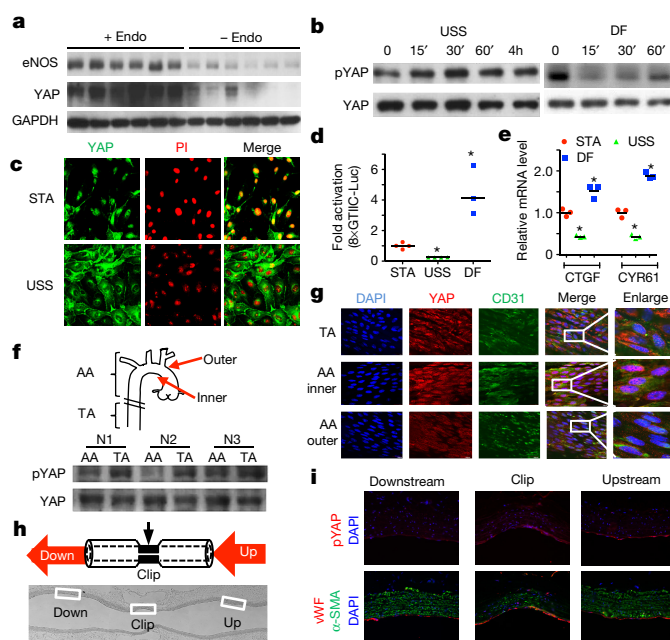 a
+ Endo – Endo
eNOS
YAP
GAPDH
b
USS DF
0 15′ 30′ 60′ 4h 0 15′ 30′ 60′
pYAP
YAP
c
YAP PI Merge
STA
USS
d
Fold activation
(8×GTIIC-Luc)
6
4
2
0
STA USS DF
* *
e
STA USS
DF
Relative mRNA level
2.0
1.0
0
* * * *
CTGF CYR61
f
AA
TA
Outer
Inner
N1 N2 N3
AA TA AA TA AA TA
pYAP
YAP
g
DAPI YAP CD31 Merge Enlarge
TA
AA
inner
AA
outer
h
Down Up
Clip
Down Clip Up
i
Downstream Clip Upstream
pYAP
DAPI
vWF
α-SMA
DAPI